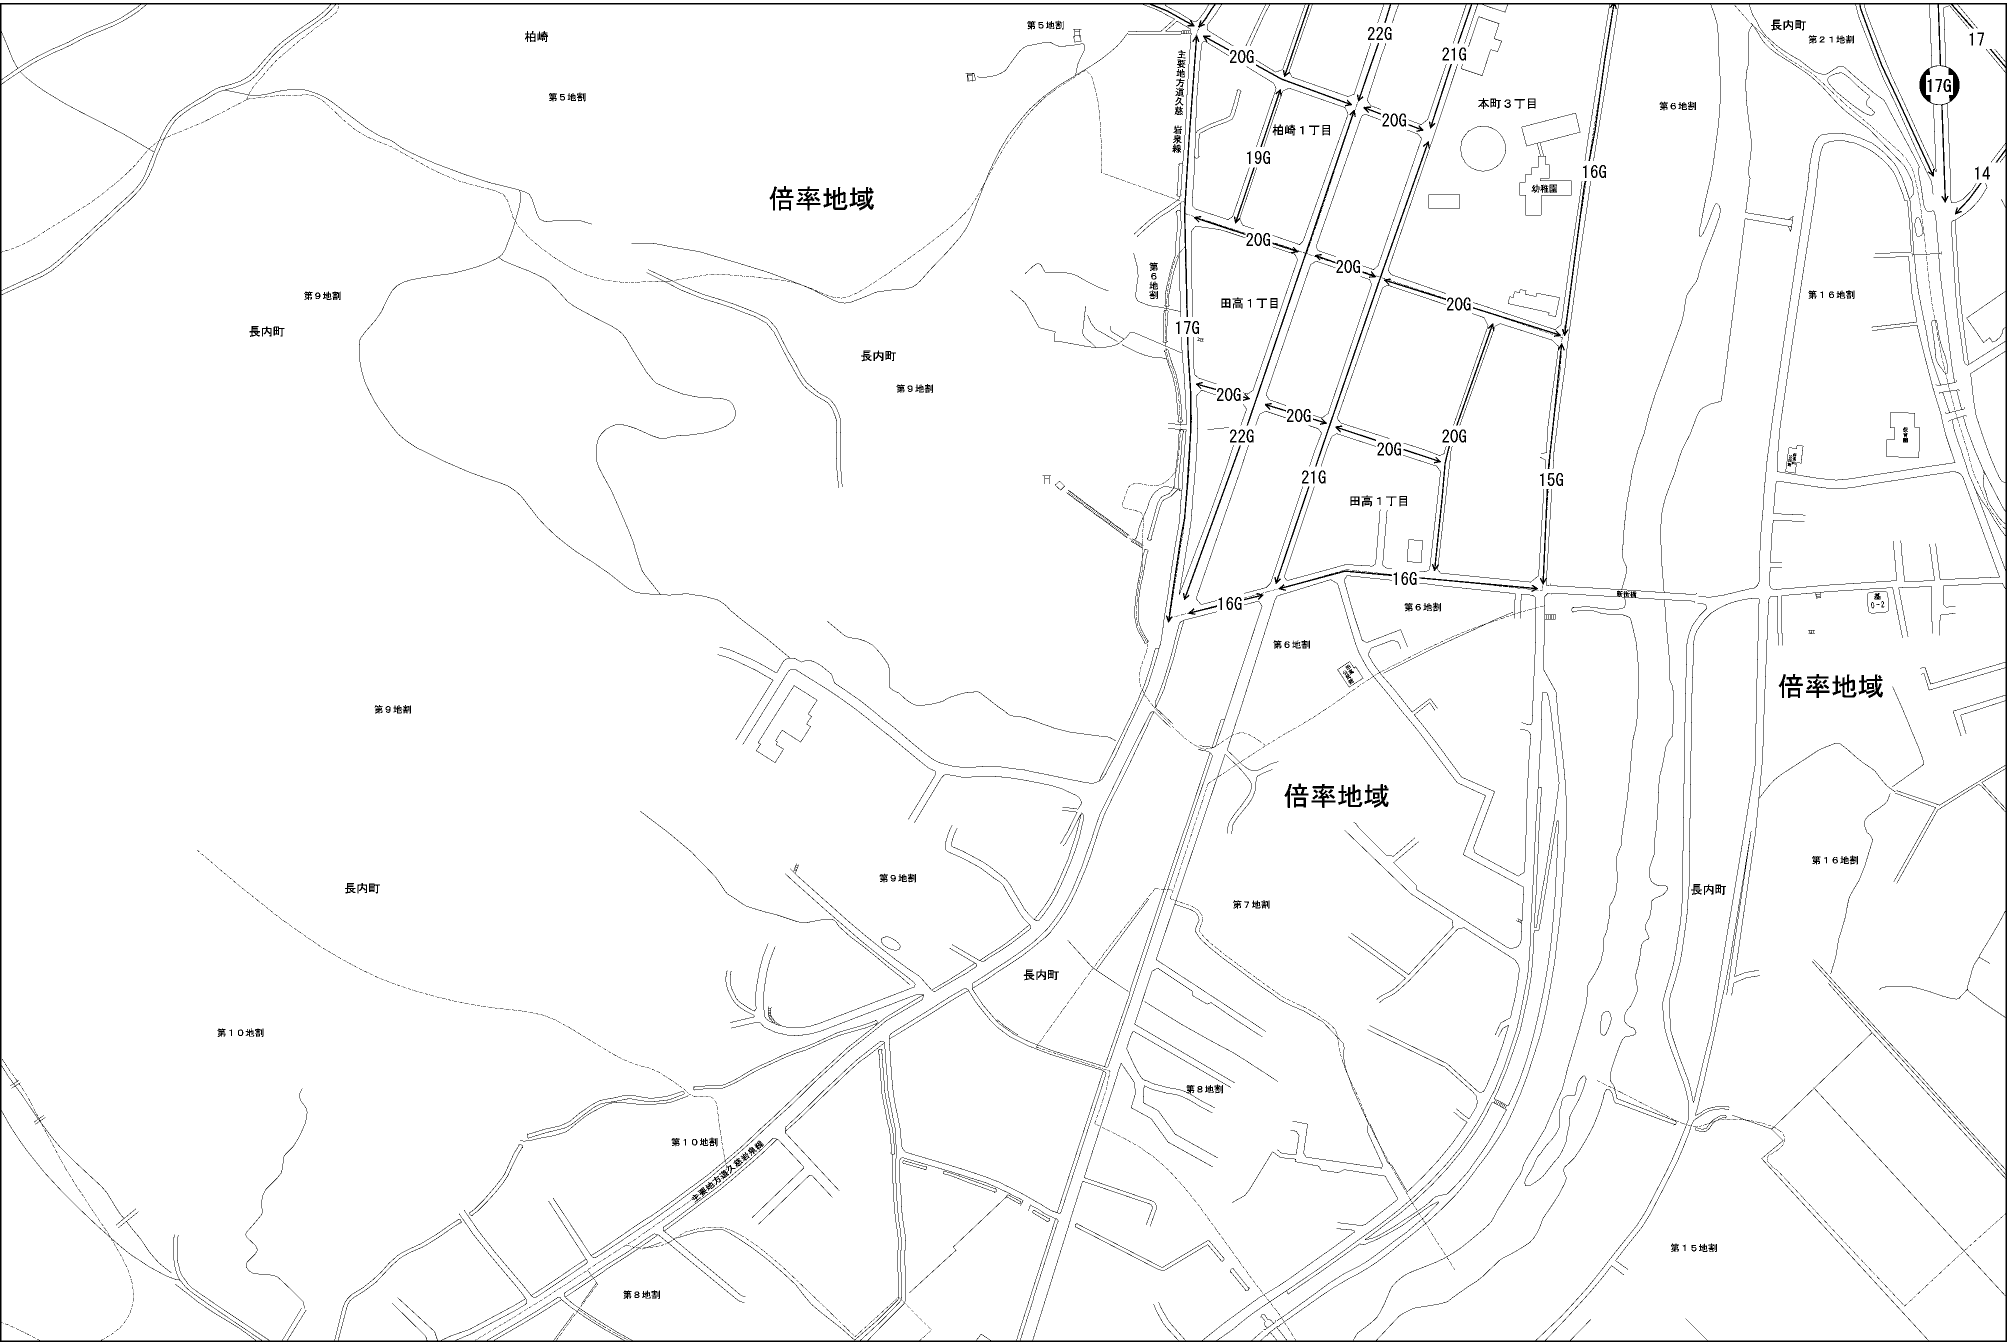 柏崎
第５地割
第５地割
22G
21G
20G
主要地方道久慈　岩泉線
長内町
第２１地割
17
17G
本町３丁目
第６地割
20G
柏崎１丁目
19G
16G
14
幼稚園
倍率地域
20G
20G
第６地割
第９地割
長内町
田高１丁目
20G
第１６地割
17G
長内町
第９地割
20G
20G
22G
20G
20G
保育園
21G
15G
田高１丁目
16G
16G
第６地割
新街橋
基
0-2
第６地割
倍率地域
第９地割
倍率地域
第９地割
長内町
第７地割
長内町
第１６地割
長内町
第１０地割
第８地割
第１０地割
主要地方道久慈岩泉線
第１５地割
第８地割